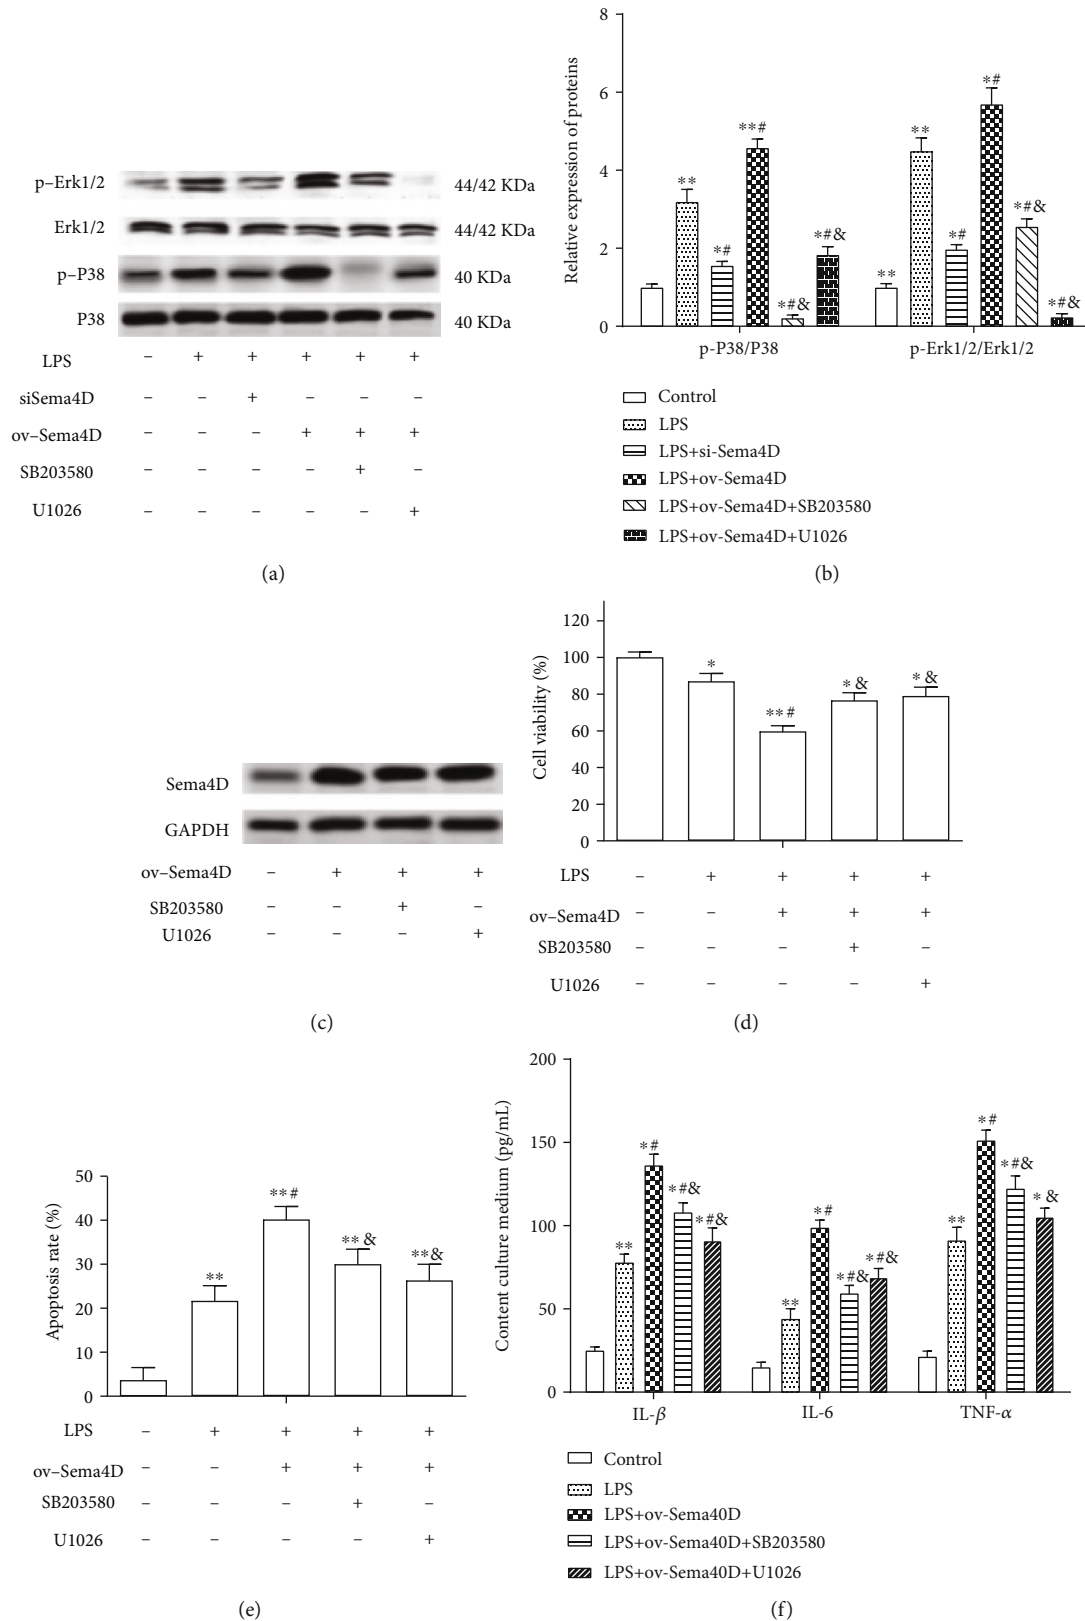 p–Erk1/2 44/42 KDa
Erk1/2 44/42 KDa
p–P38 40 KDa
P38 40 KDa
LPS – + + + + +
siSema4D – – + – – –
ov–Sema4D – – – + + +
SB203580 – – – – + –
U1026 – – – – – +
(a)
Relative expression of proteins
8
6
4
2
0
** *# **# *#& *#&
** ** *# *# *#& *#&
p-P38/P38 p-Erk1/2/Erk1/2
Control
LPS
LPS+si-Sema4D
LPS+ov-Sema4D
LPS+ov-Sema4D+SB203580
LPS+ov-Sema4D+U1026
(b)
Sema4D
GAPDH
ov–Sema4D – + + +
SB203580 – – + –
U1026 – – – +
(c)
Cell viability (%)
120
100
80
60
40
20
0
* **# *& *&
LPS – + + + +
ov–Sema4D – – + + +
SB203580 – – – + –
U1026 – – – – +
(d)
Apoptosis rate (%)
50
40
30
20
10
0
** **# **& **&
LPS – + + + +
ov–Sema4D – – + + +
SB203580 – – – + –
U1026 – – – – +
(e)
Content culture medium (pg/mL)
200
150
100
50
0
** *# *#& *#&
** *# *#& *#&
** *# *#& *&
IL-β IL-6 TNF-α
Control
LPS
LPS+ov-Sema40D
LPS+ov-Sema40D+SB203580
LPS+ov-Sema40D+U1026
(f)